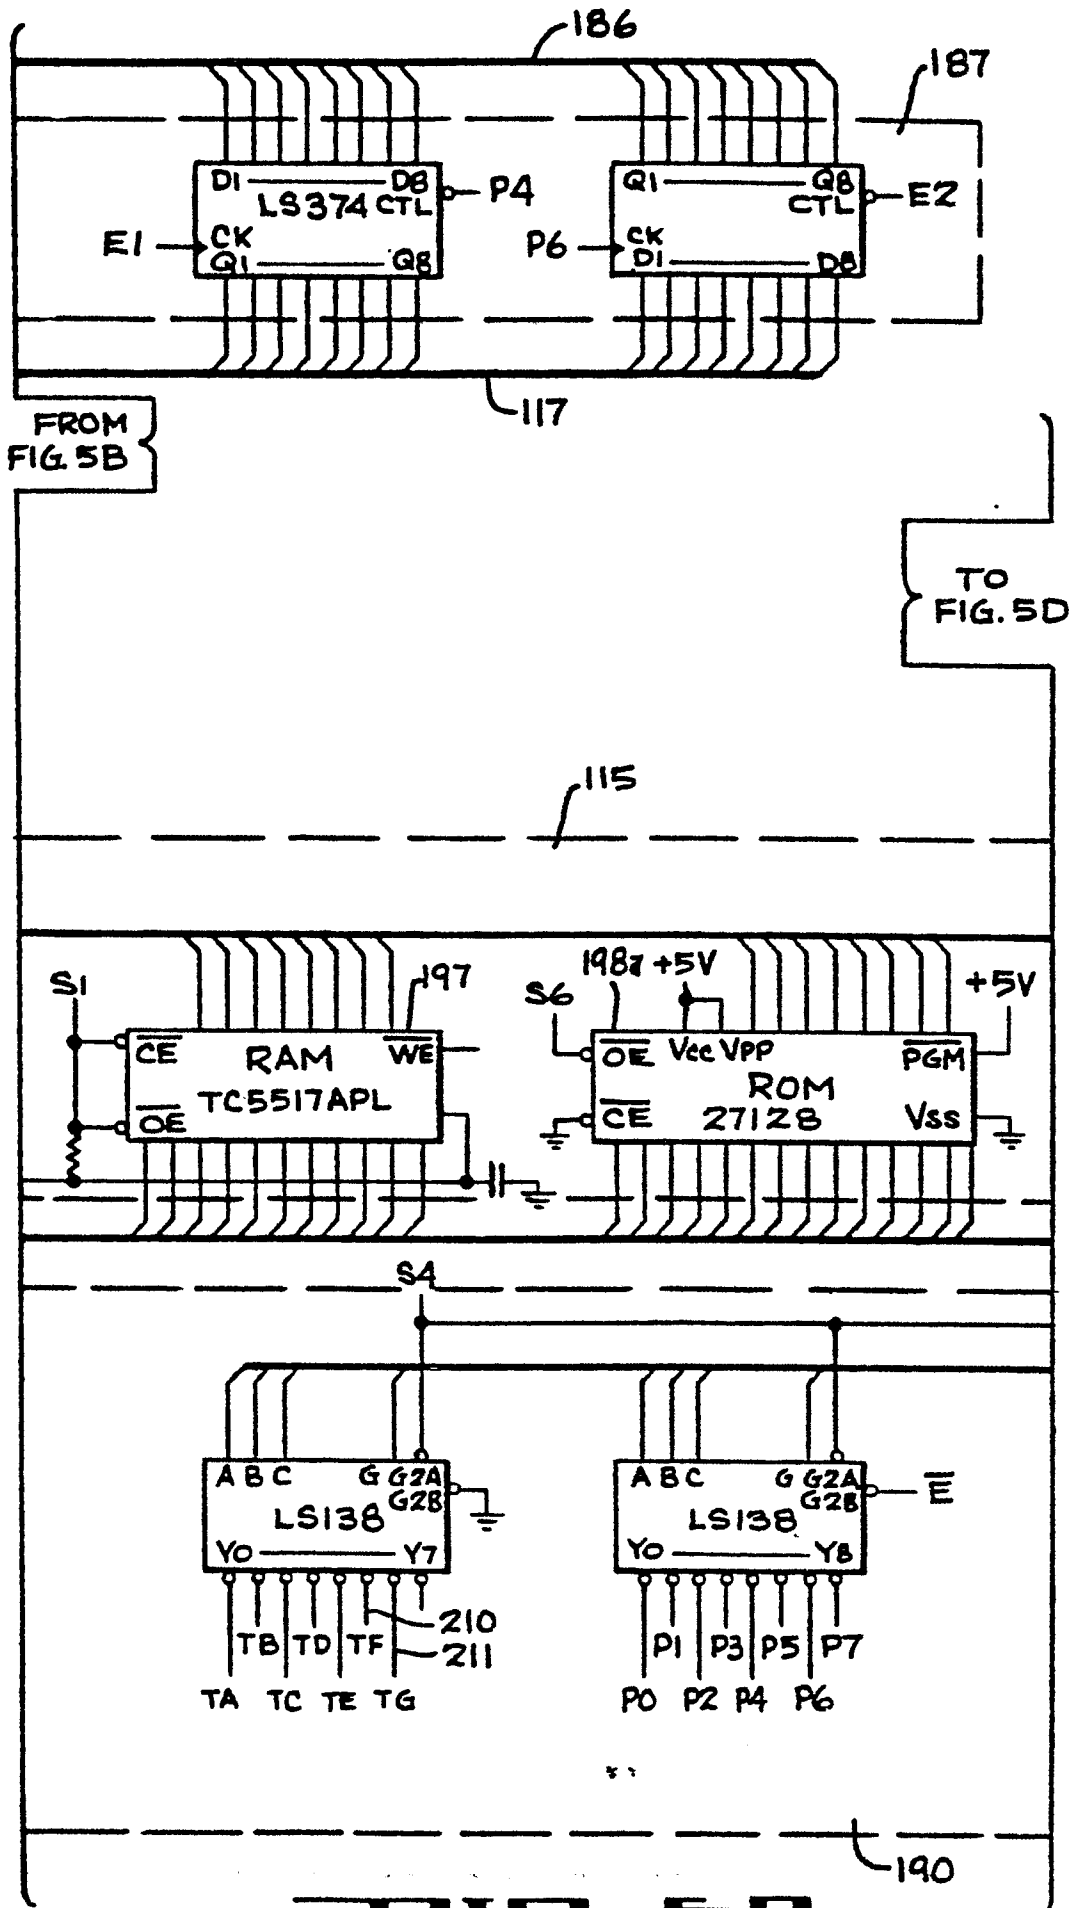 186
187
D1 D8
LS374 CTL
P4
E1
CK
Q1 Q8
Q1 Q8
CTL
E2
P6
CK
D1 D8
117
FROM
FIG. 5B
TO
FIG. 5D
115
S1
197
S6
198
+5V
+5V
CE RAM WE
TC5517APL
OE
OE Vcc VPP PGM
ROM
CE 27128 Vss
S4
A B C G G2A
G2B
LS138
Y0 Y7
A B C G G2A
G2B
E
LS138
Y0 Y8
210
TB TD TF
211
TA TC TE TG
P1 P3 P5 P7
P0 P2 P4 P6
190